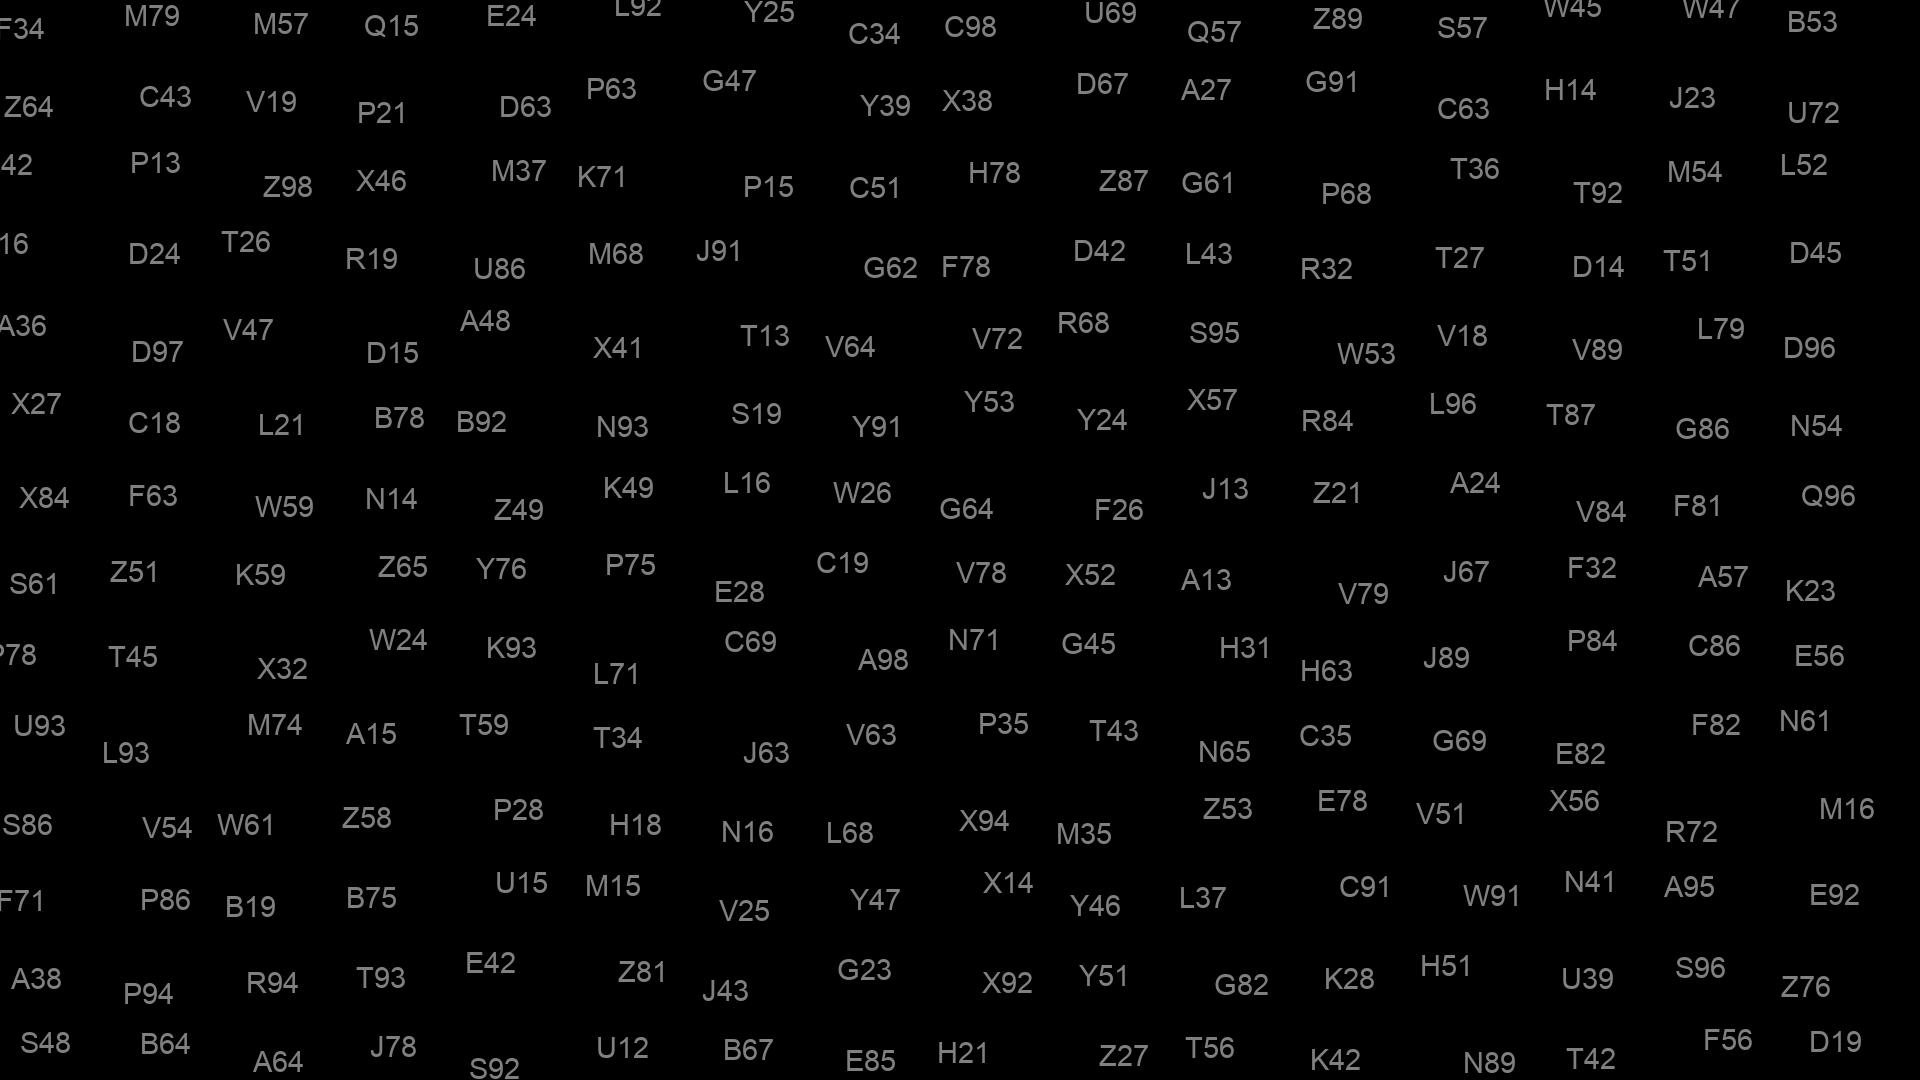 F34 M79 M57 Q15 E24 L92 Y25 C34 C98 U69 Q57 Z89 S57 W45 W47 B53
Z64 C43 V19 P21 D63 P63 G47 Y39 X38 D67 A27 G91 C63 H14 J23 U72
42 P13 Z98 X46 M37 K71 P15 C51 H78 Z87 G61 P68 T36 T92 M54 L52
16 D24 T26 R19 U86 M68 J91 G62 F78 D42 L43 R32 T27 D14 T51 D45
A36 D97 V47 D15 A48 X41 T13 V64 V72 R68 S95 W53 V18 V89 L79 D96
X27 C18 L21 B78 B92 N93 S19 Y91 Y53 Y24 X57 R84 L96 T87 G86 N54
X84 F63 W59 N14 Z49 K49 L16 W26 G64 F26 J13 Z21 A24 V84 F81 Q96
S61 Z51 K59 Z65 Y76 P75 E28 C19 V78 X52 A13 V79 J67 F32 A57 K23
P78 T45 X32 W24 K93 L71 C69 A98 N71 G45 H31 H63 J89 P84 C86 E56
U93 L93 M74 A15 T59 T34 J63 V63 P35 T43 N65 C35 G69 E82 F82 N61
S86 V54 W61 Z58 P28 H18 N16 L68 X94 M35 Z53 E78 V51 X56 R72 M16
F71 P86 B19 B75 U15 M15 V25 Y47 X14 Y46 L37 C91 W91 N41 A95 E92
A38 P94 R94 T93 E42 Z81 J43 G23 X92 Y51 G82 K28 H51 U39 S96 Z76
S48 B64 A64 J78 S92 U12 B67 E85 H21 Z27 T56 K42 N89 T42 F56 D19